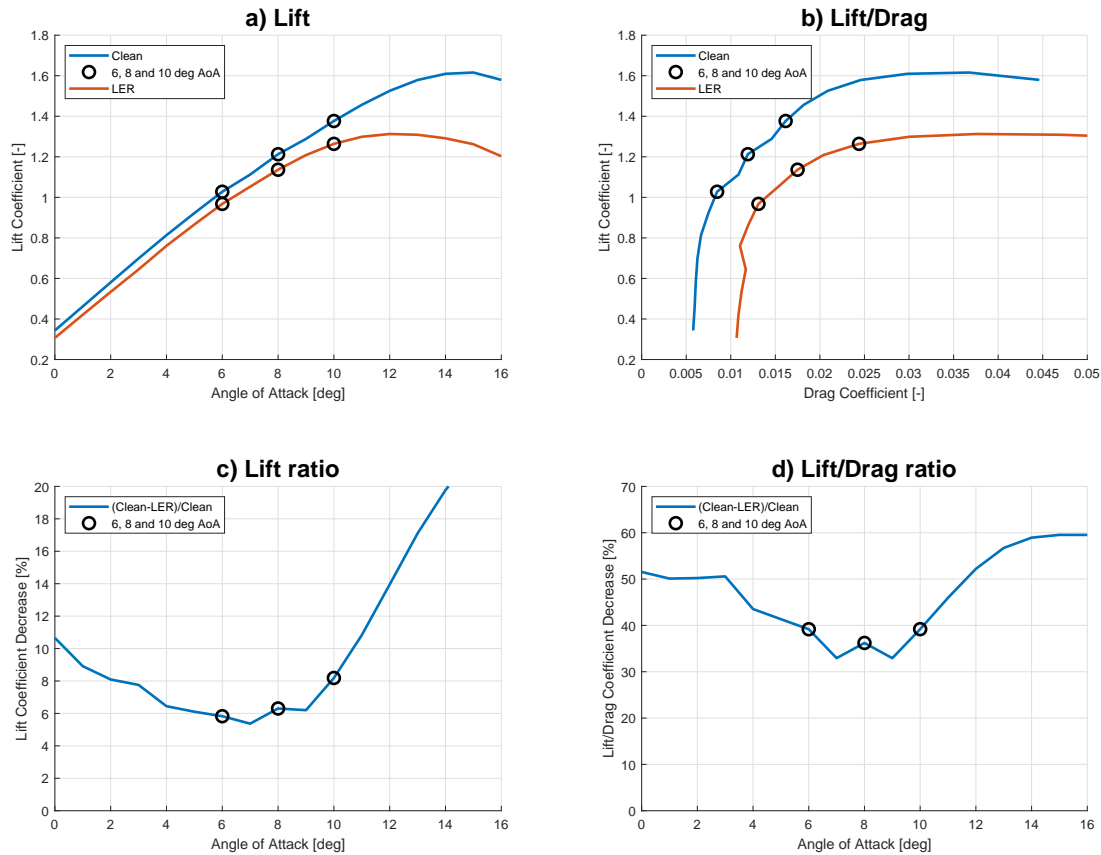 a) Lift
Clean
6, 8 and 10 deg AoA
LER
1.8
1.6
1.4
1.2
1
0.8
0.6
0.4
0.2
Lift Coefficient [-]
0 2 4 6 8 10 12 14 16
Angle of Attack [deg]
b) Lift/Drag
Clean
6, 8 and 10 deg AoA
LER
1.8
1.6
1.4
1.2
1
0.8
0.6
0.4
0.2
Lift Coefficient [-]
0 0.005 0.01 0.015 0.02 0.025 0.03 0.035 0.04 0.045 0.05
Drag Coefficient [-]
c) Lift ratio
(Clean-LER)/Clean
6, 8 and 10 deg AoA
20
18
16
14
12
10
8
6
4
2
0
Lift Coefficient Decrease [%]
0 2 4 6 8 10 12 14 16
Angle of Attack [deg]
d) Lift/Drag ratio
(Clean-LER)/Clean
6, 8 and 10 deg AoA
70
60
50
40
30
20
10
0
Lift/Drag Coefficient Decrease [%]
0 2 4 6 8 10 12 14 16
Angle of Attack [deg]